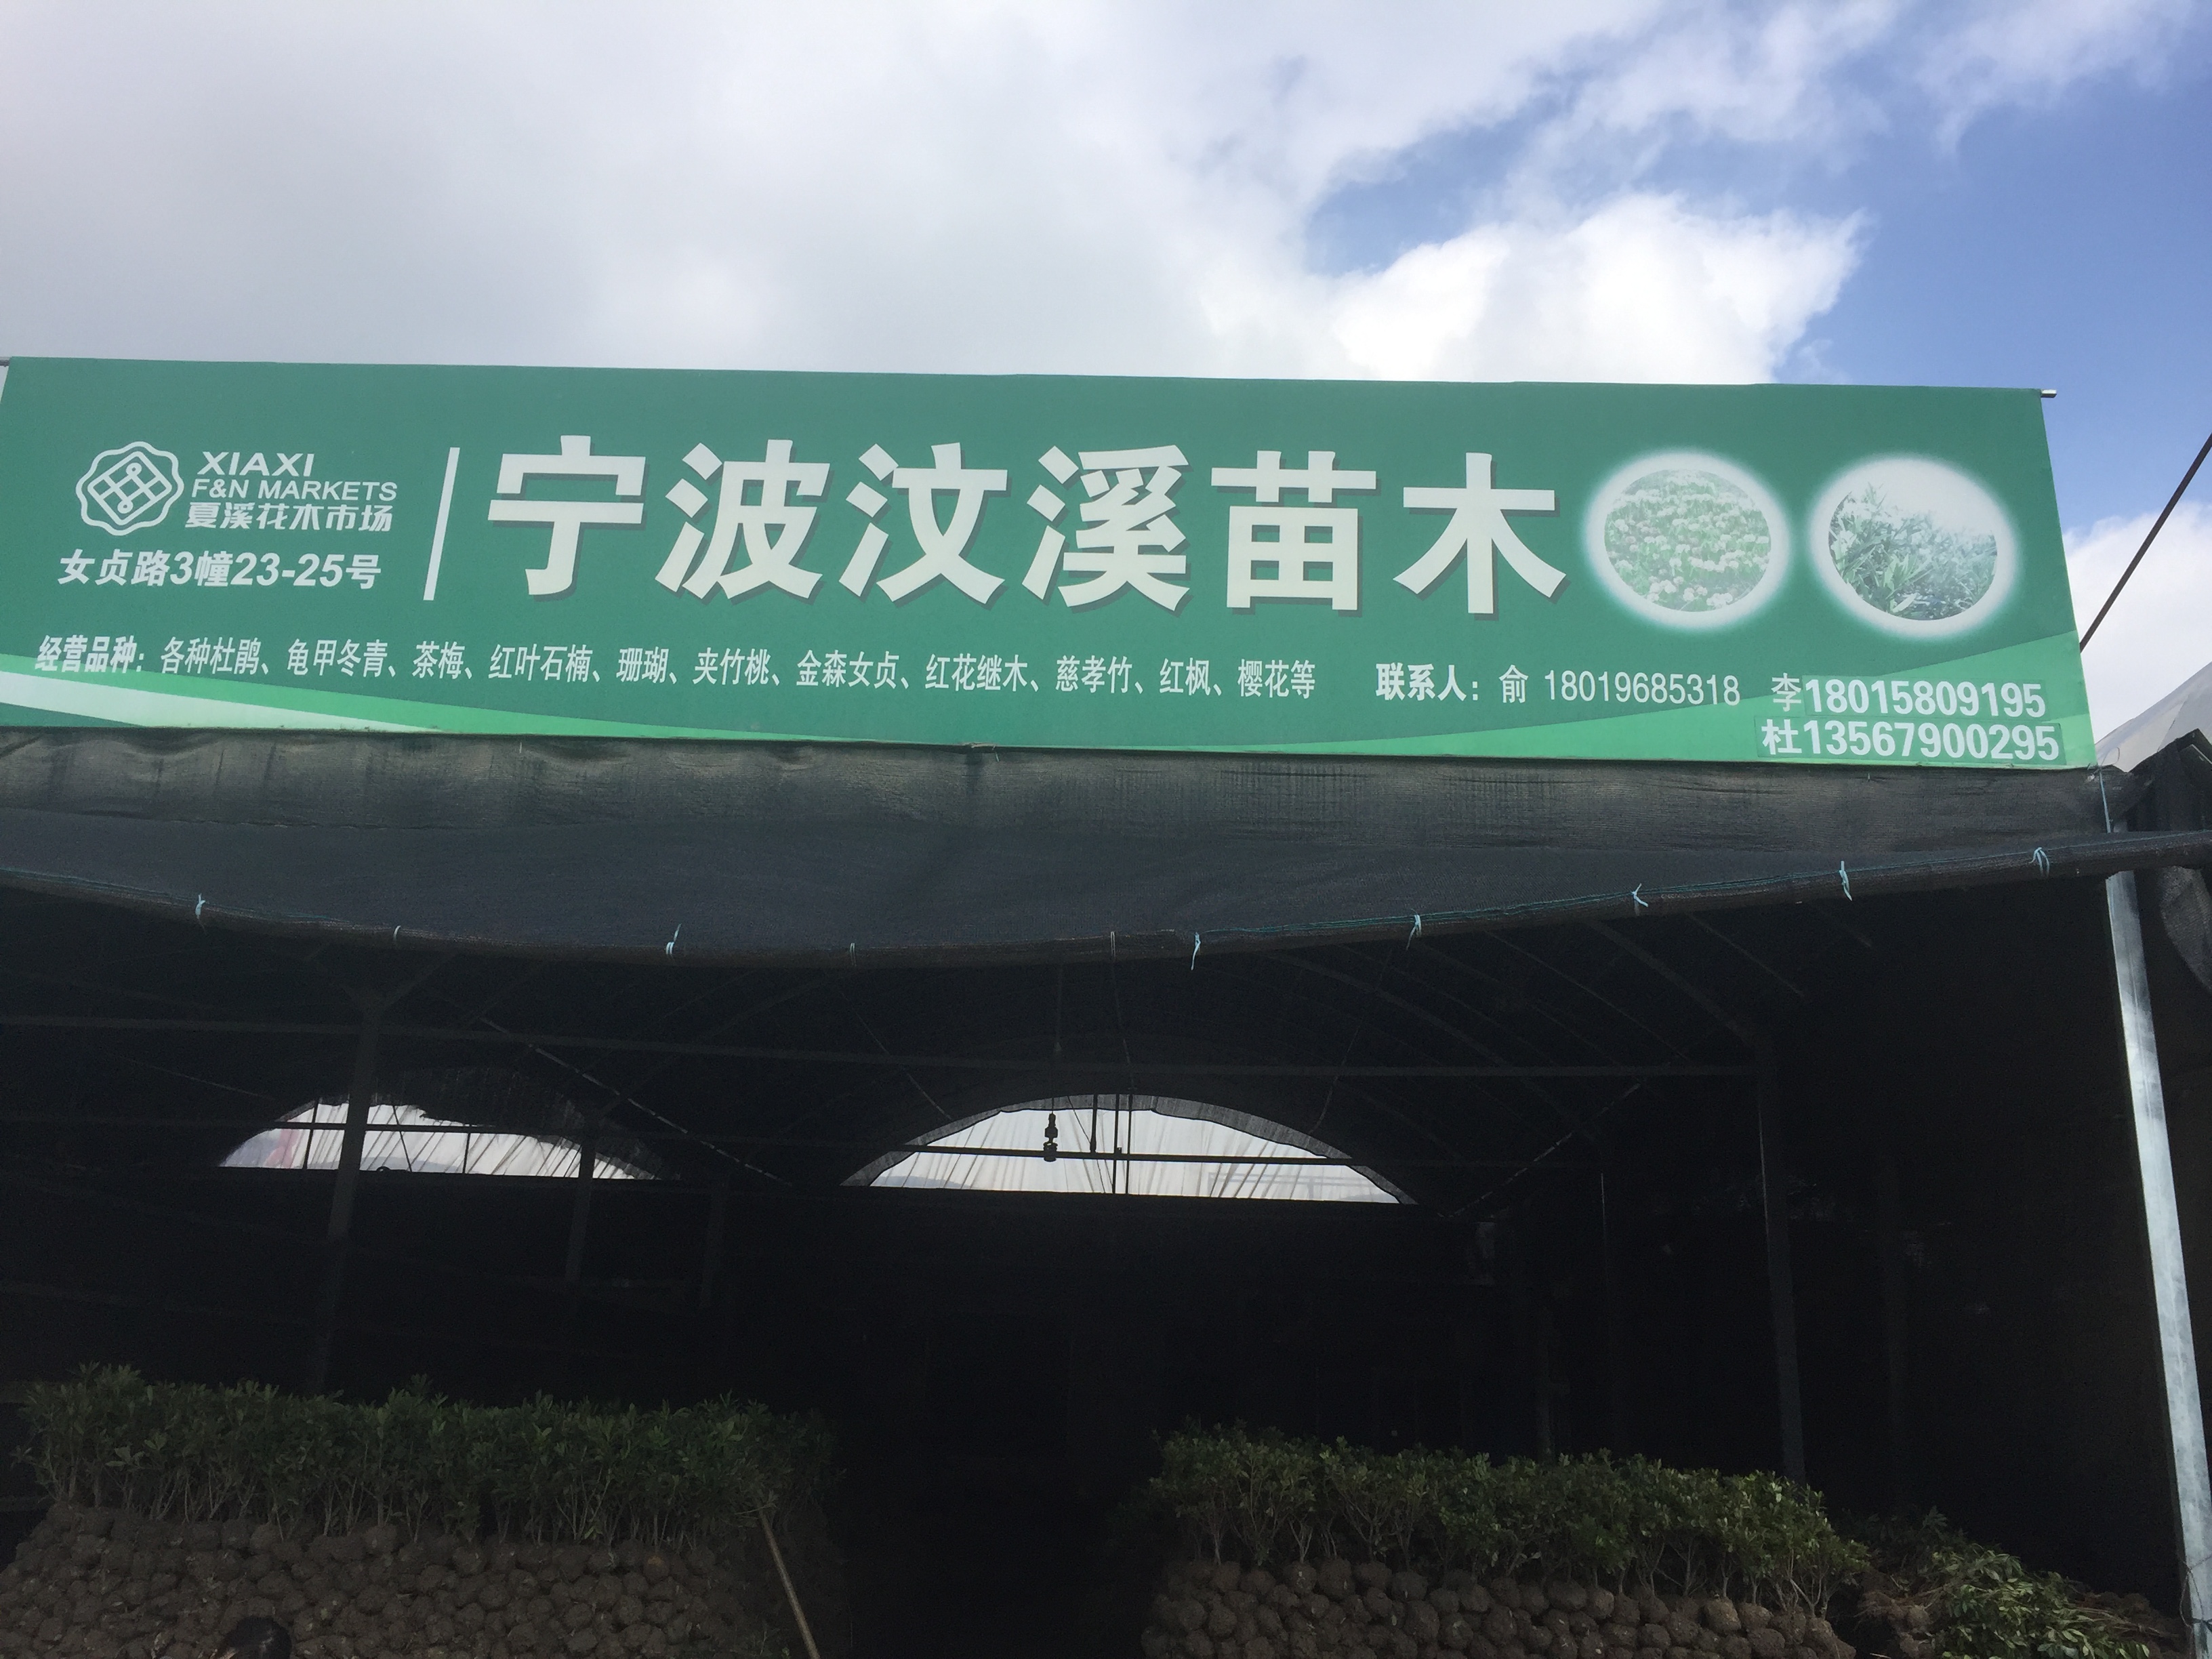 XIAXI
F&N MARKETS
夏溪花木市场
女贞路3幢23-25号
宁波汶溪苗木
经营品种：各种杜鹃、龟甲冬青、茶梅、红叶石楠、珊瑚、夹竹桃、金森女贞、红花继木、慈孝竹、红枫、樱花等
联系人：俞 18019685318 李18015809195
杜13567900295